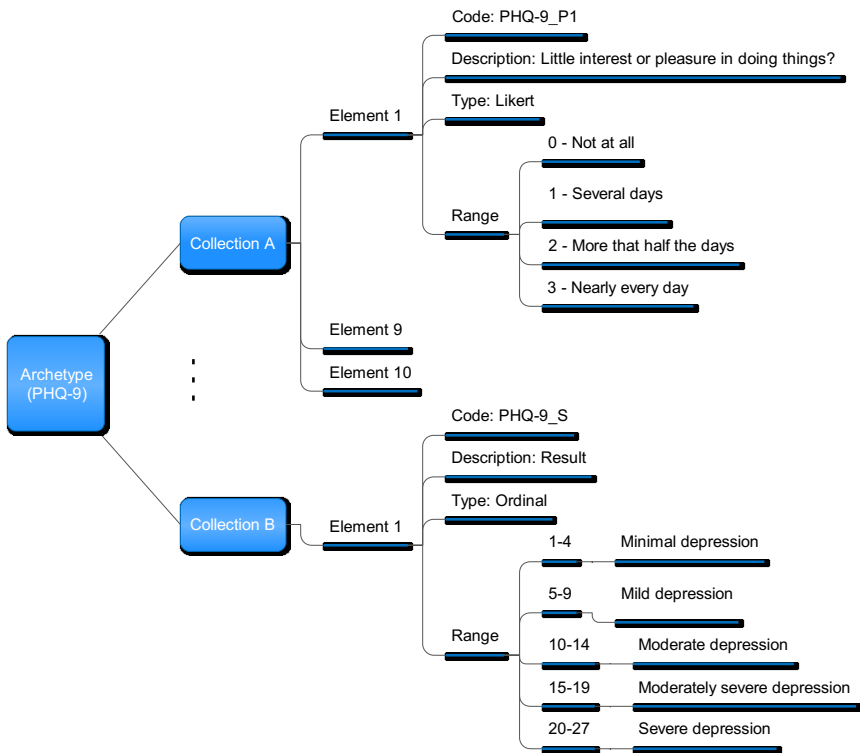 Code: PHQ-9_P1
Description: Little interest or pleasure in doing things?
Type: Likert
Element 1
0 - Not at all
1 - Several days
Range
2 - More that half the days
3 - Nearly every day
Collection A
Element 9
Element 10
Archetype
(PHQ-9)
Code: PHQ-9_S
Description: Result
Type: Ordinal
Collection B
Element 1
1-4 Minimal depression
5-9 Mild depression
Range
10-14 Moderate depression
15-19 Moderately severe depression
20-27 Severe depression